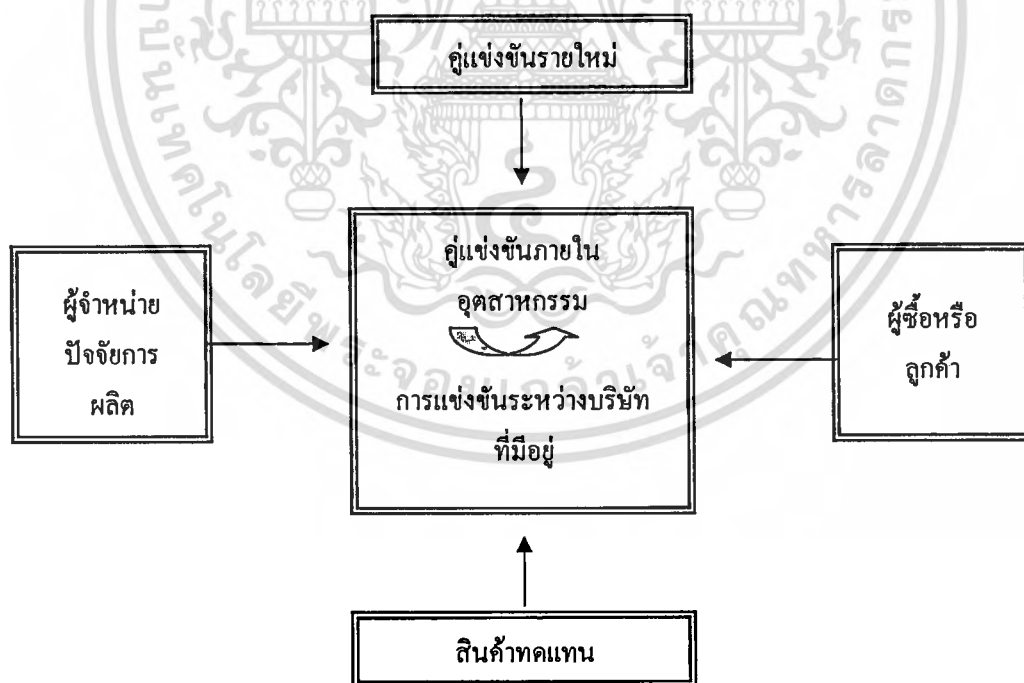 คู่แข่งขันรายใหม่
คู่แข่งขันภายใน
อุตสาหกรรม
การแข่งขันระหว่างบริษัท
ที่มีอยู่
ผู้จำหน่าย
ปัจจัยการ
ผลิต
ผู้ซื้อหรือ
ลูกค้า
สินค้าทดแทน